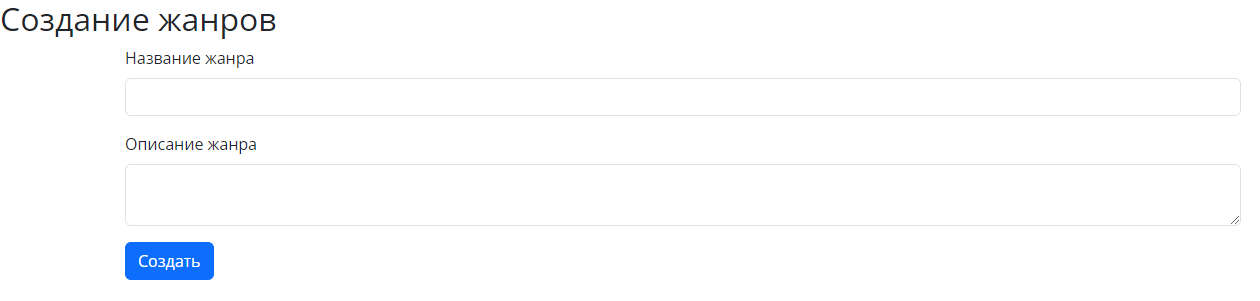 Создание жанров
Название жанра
Описание жанра
Создать